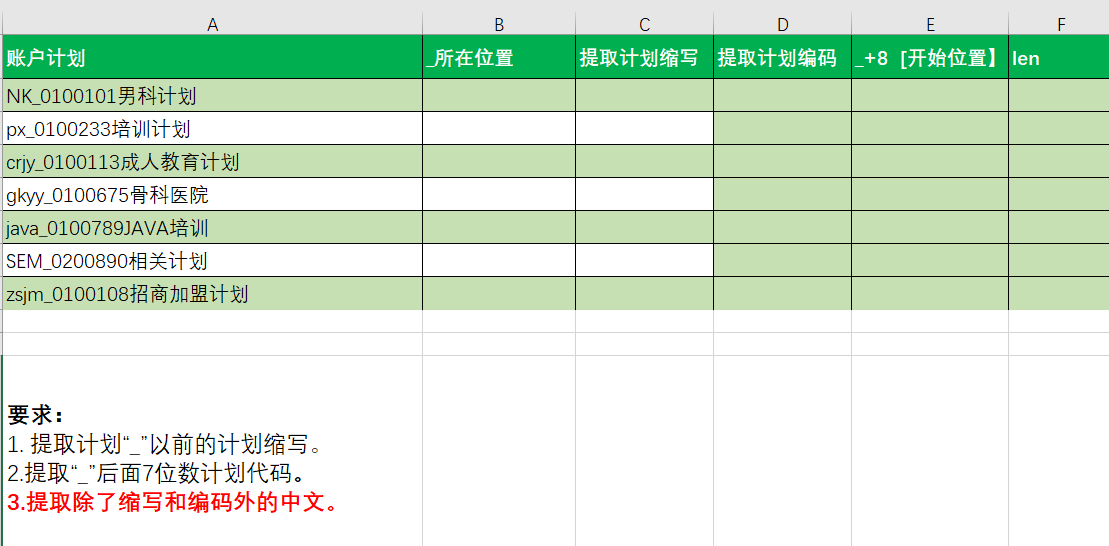 A B C D E F
账户计划 _所在位置 提取计划缩写 提取计划编码 _+8 [开始位置】 len
NK_0100101男科计划
px_0100233培训计划
crjy_0100113成人教育计划
gkyy_0100675骨科医院
java_0100789JAVA培训
SEM_0200890相关计划
zsjm_0100108招商加盟计划
要求：
1. 提取计划“_”以前的计划缩写。
2.提取“_”后面7位数计划代码。
3.提取除了缩写和编码外的中文。